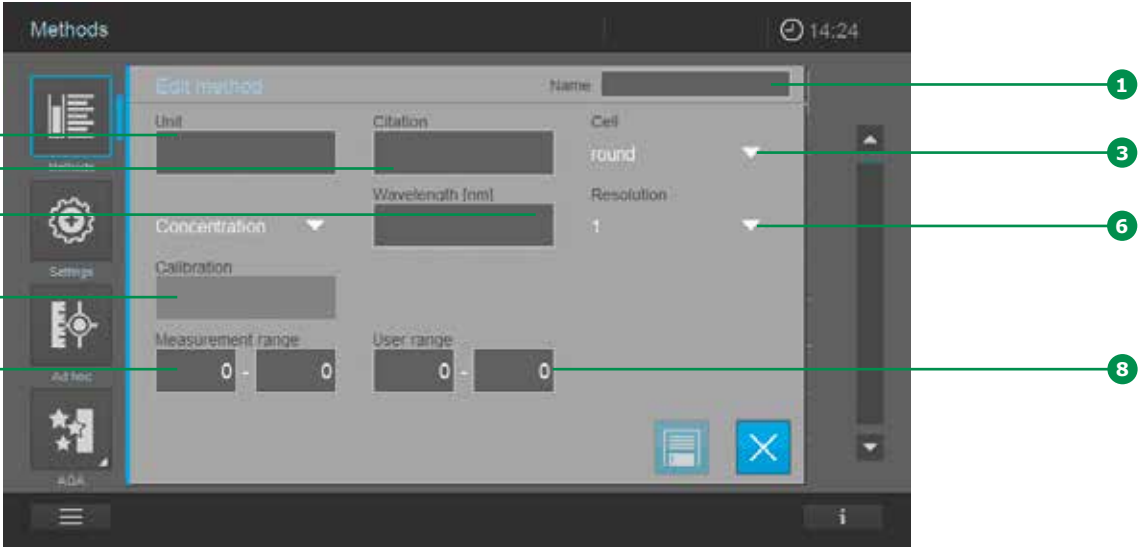 Methods 14:24
Edit method Name 1
Unit Citation Cell
round 3
Methods
Wavelength [nm] Resolution
Concentration 1 6
Settings Calibration
Measurement range User range
0 - 0 0 - 0 8
Ad hoc
AQA
i